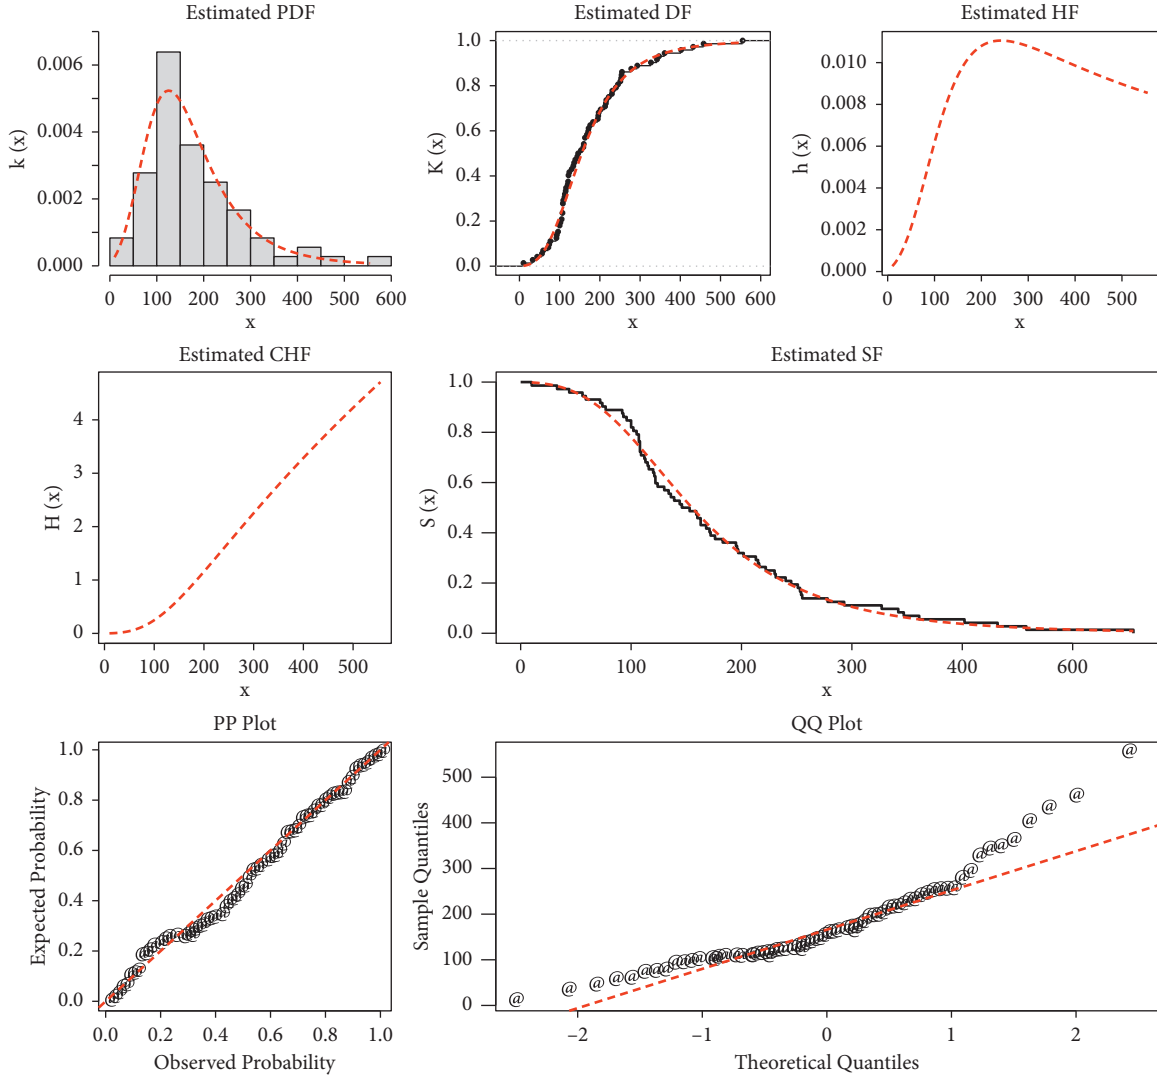 Estimated PDF
k (x)
0.006
0.004
0.002
0.000
0 100 200 300 400 500 600
x
Estimated DF
K (x)
1.0
0.8
0.6
0.4
0.2
0.0
0 100 200 300 400 500 600
x
Estimated HF
h (x)
0.010
0.008
0.006
0.004
0.002
0.000
0 100 200 300 400 500
x
Estimated CHF
H (x)
4
3
2
1
0
0 100 200 300 400 500
x
Estimated SF
S (x)
1.0
0.8
0.6
0.4
0.2
0.0
0 100 200 300 400 600
x
PP Plot
Expected Probability
1.0
0.8
0.6
0.4
0.2
0.0
0.0 0.2 0.4 0.6 0.8 1.0
Observed Probability
QQ Plot
Sample Quantiles
500
400
300
200
100
0
–2 –1 0 1 2
Theoretical Quantiles